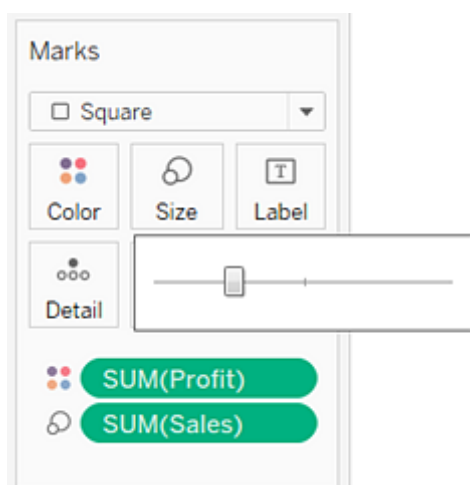 Marks
Square
Color Size Label
Detail
SUM(Profit)
SUM(Sales)